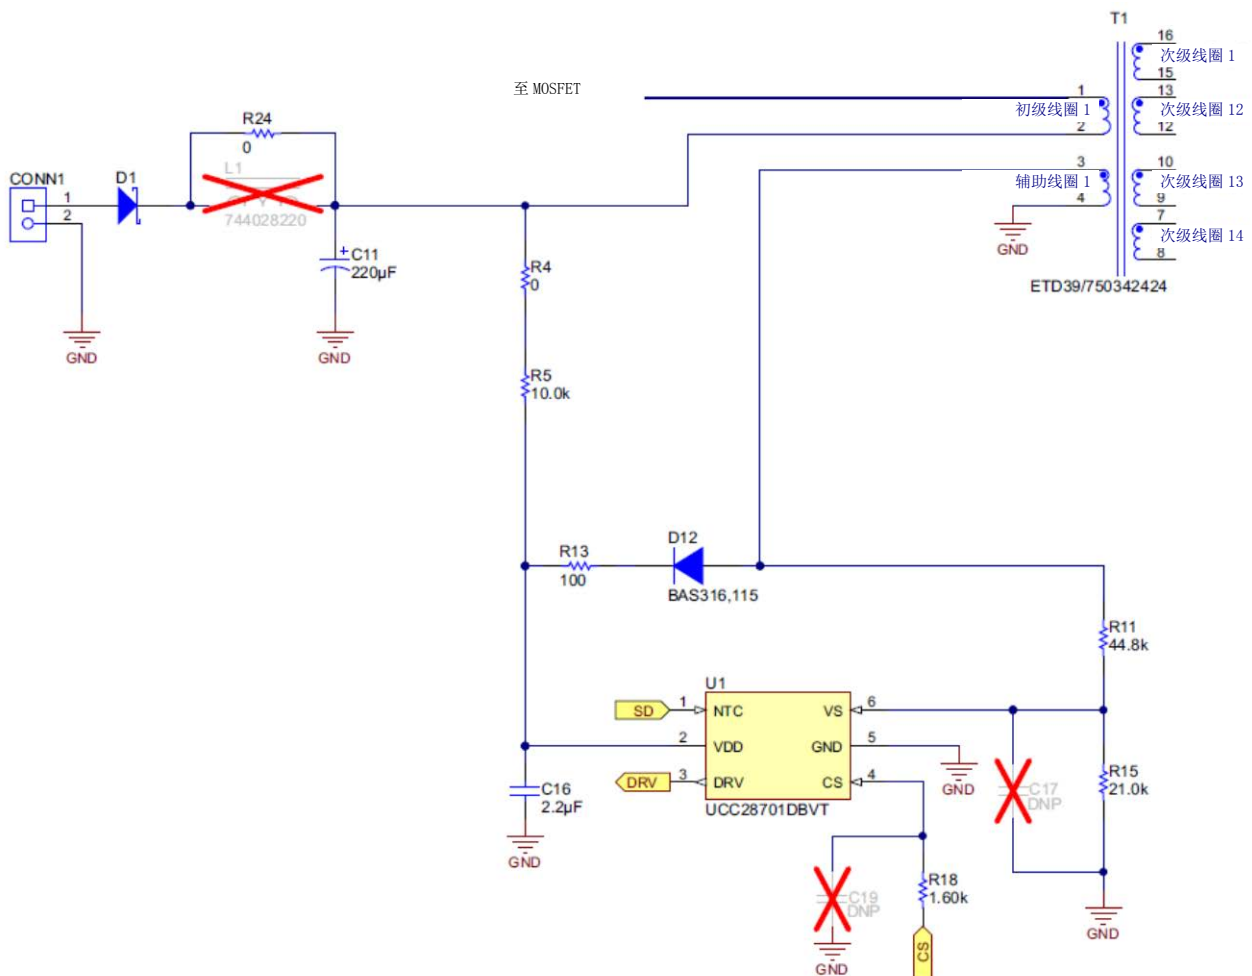 T1
16
次级线圈 1
15
至 MOSFET
1
13
初级线圈 1
次级线圈 12
2
12
R24
0
L1
744028220
3
10
辅助线圈 1
次级线圈 13
4
9
CONN1
D1
1
2
7
次级线圈 14
8
GND
C11
220µF
+
ETD39/750342424
R4
0
GND
GND
R5
10.0k
D12
R13
100
BAS316,115
R11
44.8k
U1
SD
1
NTC
VS
6
2
VDD
GND
5
DRV
3
DRV
CS
4
UCC28701DBVT
C16
2.2µF
GND
GND
C17
DNP
R15
21.0k
C19
DNP
R18
1.60k
GND
CS
GND